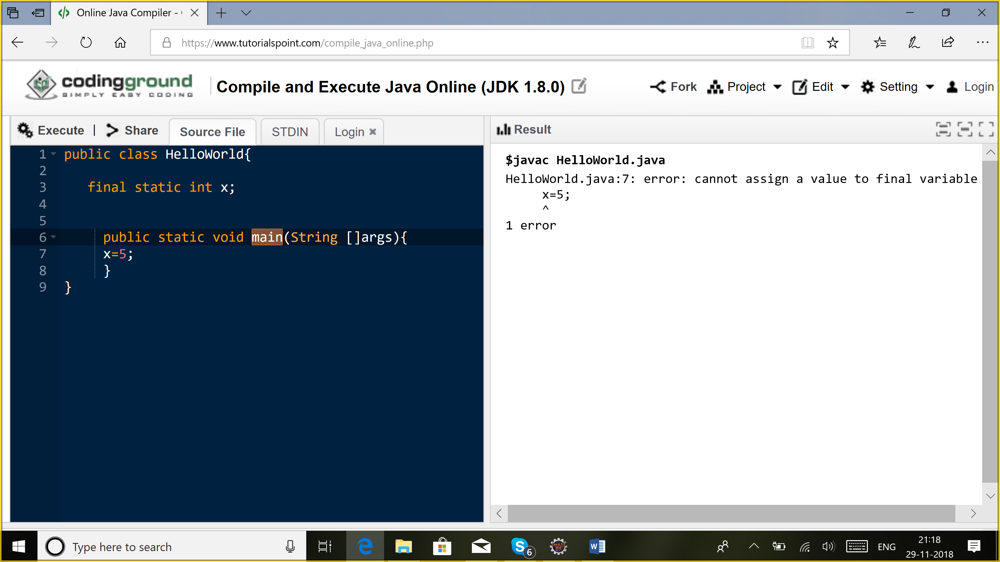 Online Java Compiler -
https://www.tutorialspoint.com/compile_java_online.php
codingground
SIMPLY EASY CODING
Compile and Execute Java Online (JDK 1.8.0)
Fork Project Edit Setting Login
Execute | Share Source File STDIN Login
Result
1 public class HelloWorld{
2
3 final static int x;
4
5
6 public static void main(String []args){
7 x=5;
8 }
9 }
$javac HelloWorld.java
HelloWorld.java:7: error: cannot assign a value to final variable
x=5;
^
1 error
Type here to search
S 6
Java EE
IDE
W
ENG
21:18
29-11-2018